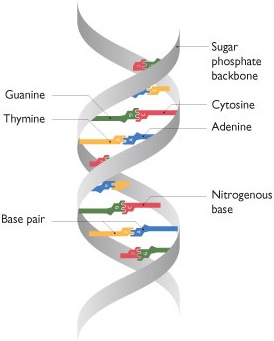 Sugar
phosphate
backbone
Guanine
Cytosine
Thymine
Adenine
Nitrogenous
base
Base pair